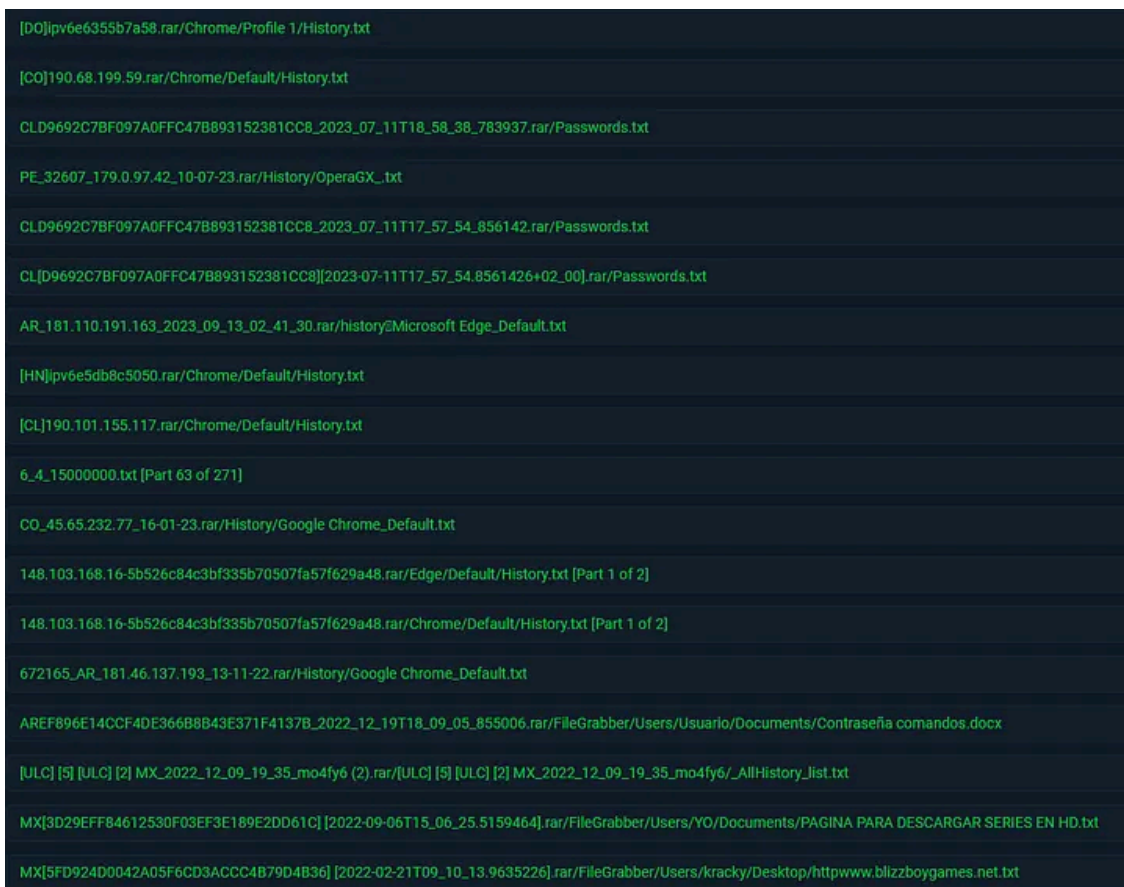 [DO]ipv6e6355b7a58.rar/Chrome/Profile 1/History.txt
[CO]190.68.199.59.rar/Chrome/Default/History.txt
CLD9692C7BF097A0FFC47B893152381CC8_2023_07_11T18_58_38_783937.rar/Passwords.txt
PE_32607_179.0.97.42_10-07-23.rar/History/OperaGX_.txt
CLD9692C7BF097A0FFC47B893152381CC8_2023_07_11T17_57_54_856142.rar/Passwords.txt
CL[D9692C7BF097A0FFC47B893152381CC8][2023-07-11T17_57_54.8561426+02_00].rar/Passwords.txt
AR_181.110.191.163_2023_09_13_02_41_30.rar/historyMicrosoft Edge_Default.txt
[HN]ipv6e5db8c5050.rar/Chrome/Default/History.txt
[CL]190.101.155.117.rar/Chrome/Default/History.txt
6_4_15000000.txt [Part 63 of 271]
CO_45.65.232.77_16-01-23.rar/History/Google Chrome_Default.txt
148.103.168.16-5b526c84c3bf335b70507fa57f629a48.rar/Edge/Default/History.txt [Part 1 of 2]
148.103.168.16-5b526c84c3bf335b70507fa57f629a48.rar/Chrome/Default/History.txt [Part 1 of 2]
672165_AR_181.46.137.193_13-11-22.rar/History/Google Chrome_Default.txt
AREF896E14CCF4DE366B8B43E371F4137B_2022_12_19T18_09_05_855006.rar/FileGrabber/Users/Usuario/Documents/Contraseña comandos.docx
[ULC] [5] [ULC] [2] MX_2022_12_09_19_35_mo4fy6 (2).rar/[ULC] [5] [ULC] [2] MX_2022_12_09_19_35_mo4fy6/_AllHistory_list.txt
MX[3D29EFF84612530F03EF3E189E2DD61C] [2022-09-06T15_06_25.5159464].rar/FileGrabber/Users/YO/Documents/PAGINA PARA DESCARGAR SERIES EN HD.txt
MX[5FD924D0042A05F6CD3ACCC4B79D4B36] [2022-02-21T09_10_13.9635226].rar/FileGrabber/Users/kracky/Desktop/httpwww.blizzboygames.net.txt